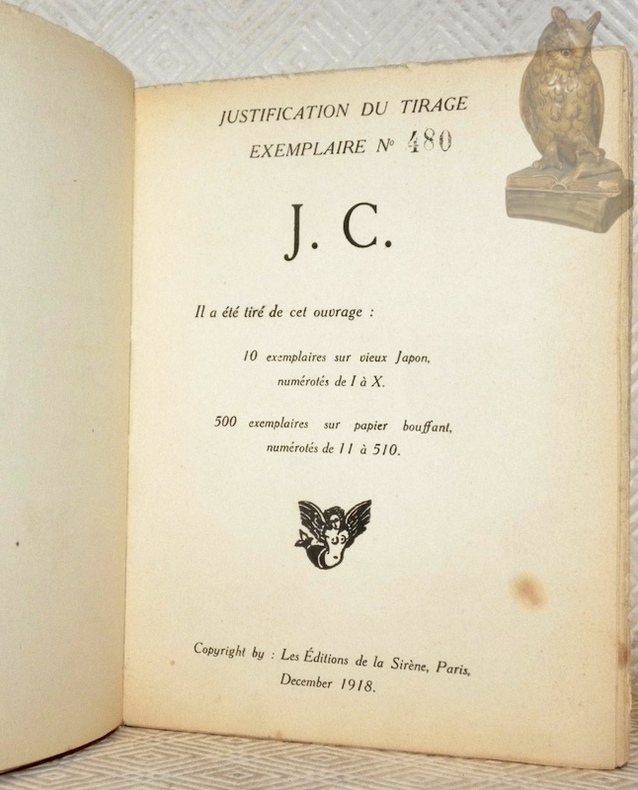 JUSTIFICATION DU TIRAGE
EXEMPLAIRE Nº 480
J. C.
Il a été tiré de cet ouvrage :
10 exemplaires sur vieux Japon,
numérotés de I à X.
500 exemplaires sur papier bouffant,
numérotés de 11 à 510.
Copyright by : Les Éditions de la Sirène, Paris,
December 1918.